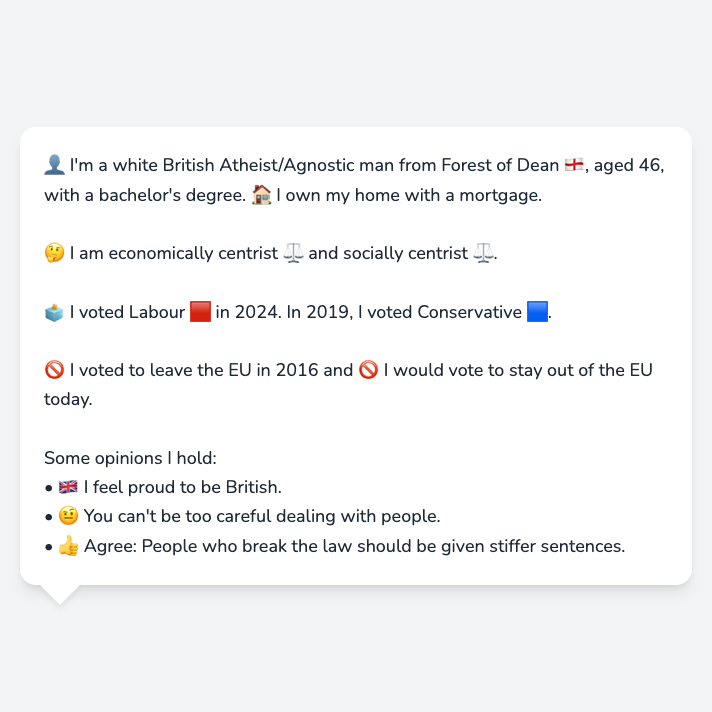 👤 I'm a white British Atheist/Agnostic man from Forest of Dean 🏴󠁧󠁢󠁥󠁮󠁧󠁿, aged 46,
with a bachelor's degree. 🏠 I own my home with a mortgage.
🤔 I am economically centrist ⚖️ and socially centrist ⚖️.
🗳️ I voted Labour 🟥 in 2024. In 2019, I voted Conservative 🟦.
🚫 I voted to leave the EU in 2016 and 🚫 I would vote to stay out of the EU
today.
Some opinions I hold:
• 🇬🇧 I feel proud to be British.
• 🤨 You can't be too careful dealing with people.
• 👍 Agree: People who break the law should be given stiffer sentences.